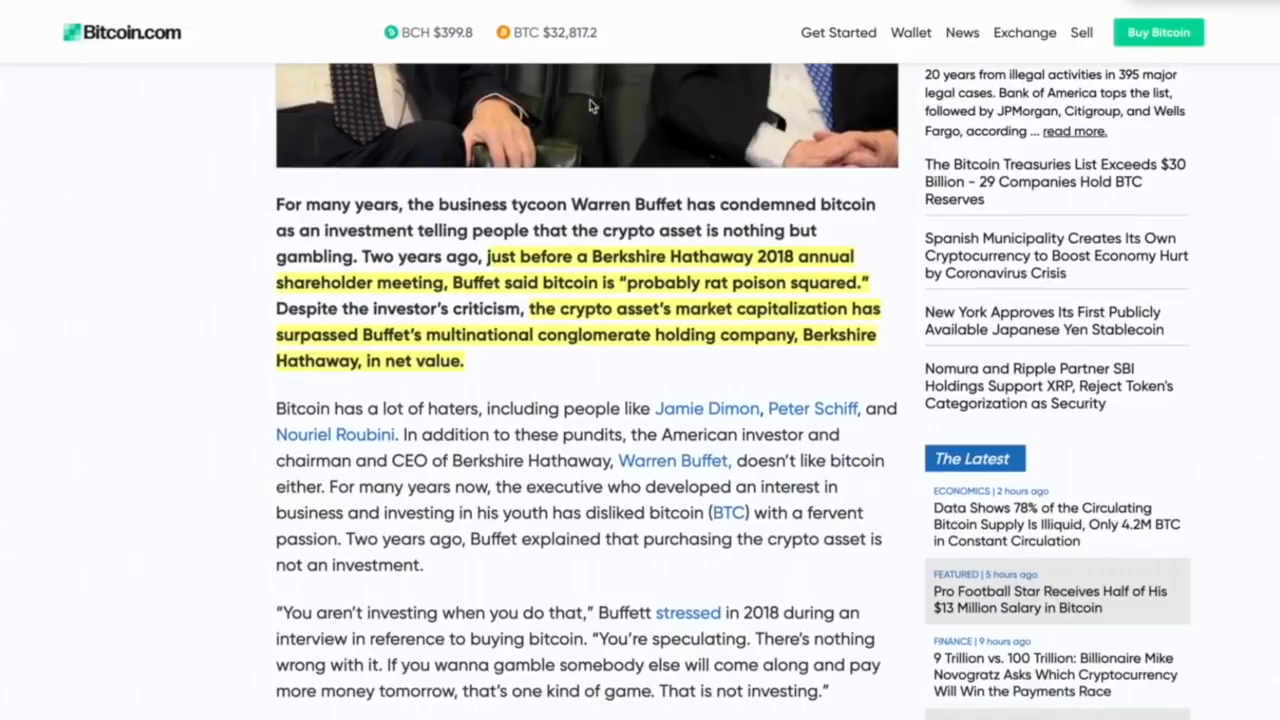 Bitcoin.com
BCH $399.8
BTC $32,817.2
Get Started
Wallet
News
Exchange
Sell
Buy Bitcoin
For many years, the business tycoon Warren Buffet has condemned bitcoin
as an investment telling people that the crypto asset is nothing but
gambling. Two years ago, just before a Berkshire Hathaway 2018 annual
shareholder meeting, Buffet said bitcoin is “probably rat poison squared.”
Despite the investor’s criticism, the crypto asset’s market capitalization has
surpassed Buffet’s multinational conglomerate holding company, Berkshire
Hathaway, in net value.
Bitcoin has a lot of haters, including people like Jamie Dimon, Peter Schiff, and
Nouriel Roubini. In addition to these pundits, the American investor and
chairman and CEO of Berkshire Hathaway, Warren Buffet, doesn’t like bitcoin
either. For many years now, the executive who developed an interest in
business and investing in his youth has disliked bitcoin (BTC) with a fervent
passion. Two years ago, Buffet explained that purchasing the crypto asset is
not an investment.
“You aren’t investing when you do that,” Buffett stressed in 2018 during an
interview in reference to buying bitcoin. “You’re speculating. There’s nothing
wrong with it. If you wanna gamble somebody else will come along and pay
more money tomorrow, that’s one kind of game. That is not investing.”
20 years from illegal activities in 395 major
legal cases. Bank of America tops the list,
followed by JPMorgan, Citigroup, and Wells
Fargo, according ... read more.
The Bitcoin Treasuries List Exceeds $30
Billion - 29 Companies Hold BTC
Reserves
Spanish Municipality Creates Its Own
Cryptocurrency to Boost Economy Hurt
by Coronavirus Crisis
New York Approves Its First Publicly
Available Japanese Yen Stablecoin
Nomura and Ripple Partner SBI
Holdings Support XRP, Reject Token's
Categorization as Security
The Latest
ECONOMICS | 2 hours ago
Data Shows 78% of the Circulating
Bitcoin Supply Is Illiquid, Only 4.2M BTC
in Constant Circulation
FEATURED | 5 hours ago
Pro Football Star Receives Half of His
$13 Million Salary in Bitcoin
FINANCE | 9 hours ago
9 Trillion vs. 100 Trillion: Billionaire Mike
Novogratz Asks Which Cryptocurrency
Will Win the Payments Race